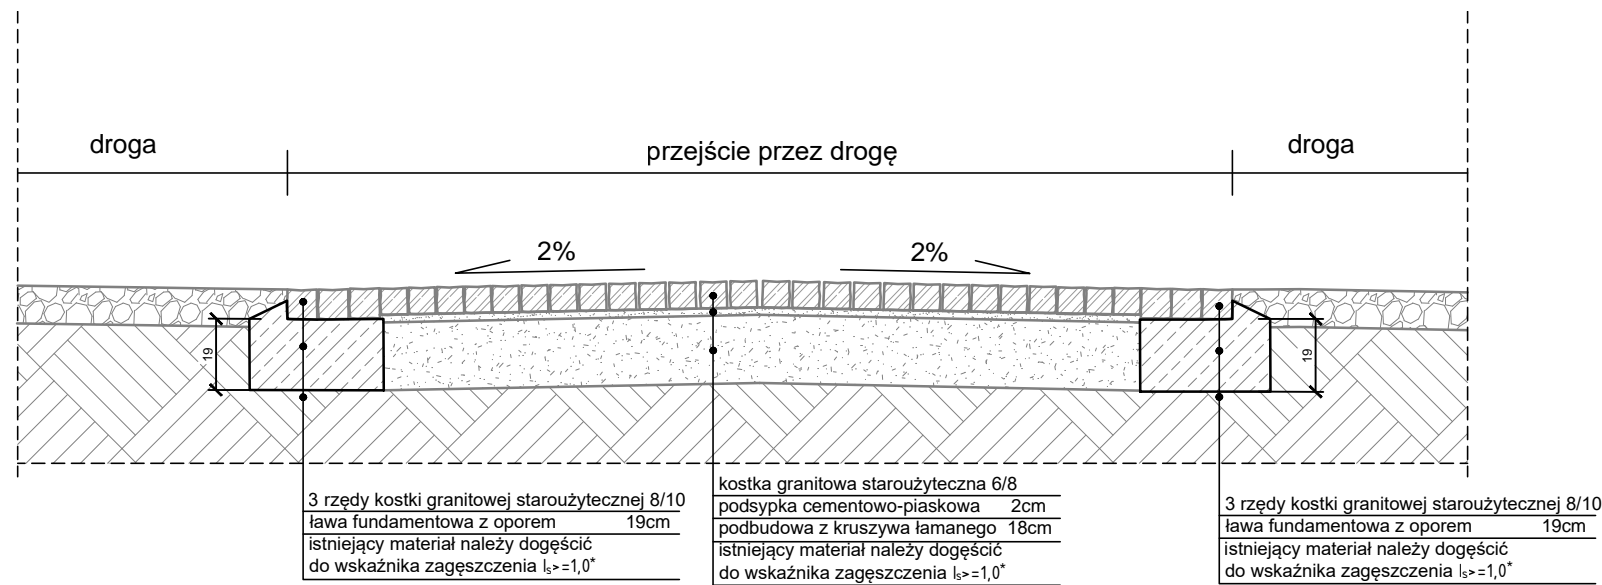 droga
przejście przez drogę
droga
2%
2%
19
19
3 rzędy kostki granitowej staroużytecznej 8/10
ława fundamentowa z oporem 19cm
istniejący materiał należy dogęścić
do wskaźnika zagęszczenia Is>=1,0*
kostka granitowa staroużyteczna 6/8
podsypka cementowo-piaskowa 2cm
podbudowa z kruszywa łamanego 18cm
istniejący materiał należy dogęścić
do wskaźnika zagęszczenia Is>=1,0*
3 rzędy kostki granitowej staroużytecznej 8/10
ława fundamentowa z oporem 19cm
istniejący materiał należy dogęścić
do wskaźnika zagęszczenia Is>=1,0*